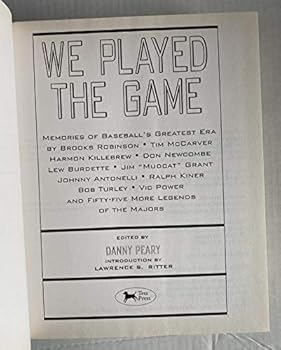 WE PLAYED
THE GAME
MEMORIES OF BASEBALL'S GREATEST ERA
BY BROOKS ROBINSON • TIM MCCARVER
HARMON KILLEBREW • DON NEWCOMBE
LEW BURDETTE • JIM "MUDCAT" GRANT
JOHNNY ANTONELLI • RALPH KINER
BOB TURLEY • VIC POWER
AND FIFTY-FIVE MORE LEGENDS
OF THE MAJORS
EDITED BY
DANNY PEARY
INTRODUCTION BY
LAWRENCE S. RITTER
Tess
Press